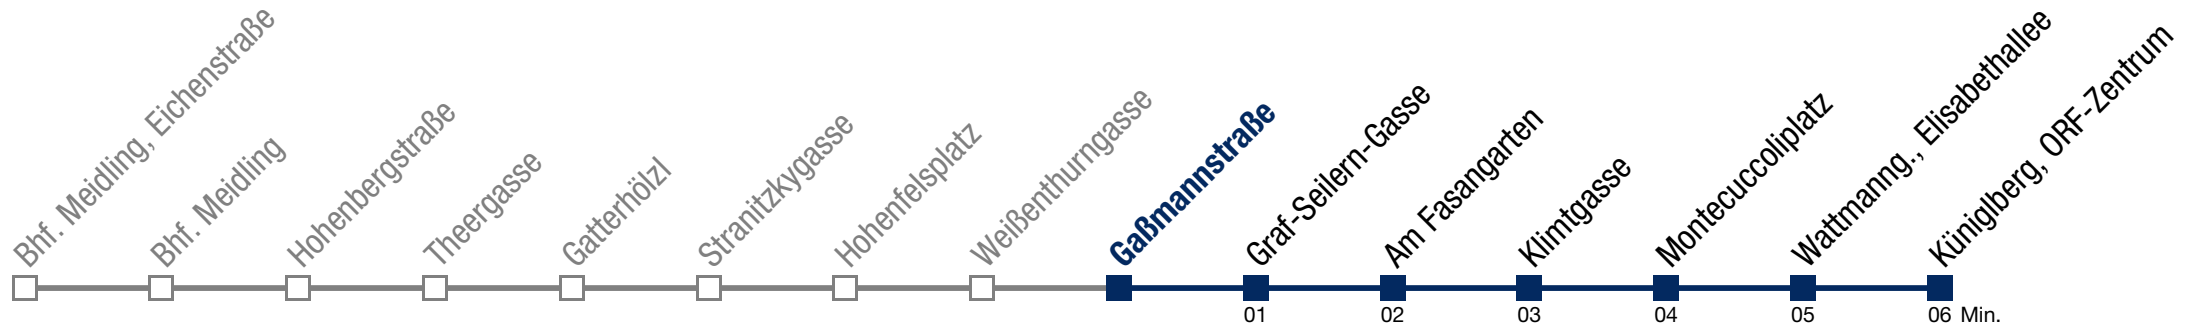 Bhf. Meidling, Eichenstraße
Bhf. Meidling
Hohenbergstraße
Theergasse
Gatterhölzl
Stranitzkygasse
Hohenfelsplatz
Weißenthurngasse
Gaßmannstraße
Graf-Seilern-Gasse
Am Fasangarten
Klimtgasse
Montecuccoliplatz
Wattmanng., Elisabethallee
Küniglberg, ORF-Zentrum
01 02 03 04 05 06 Min.